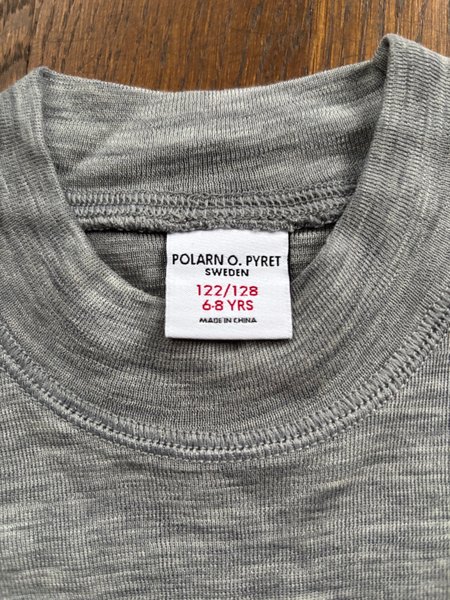 POLARN O. PYRET
SWEDEN
122/128
6-8 YRS
MADE IN CHINA